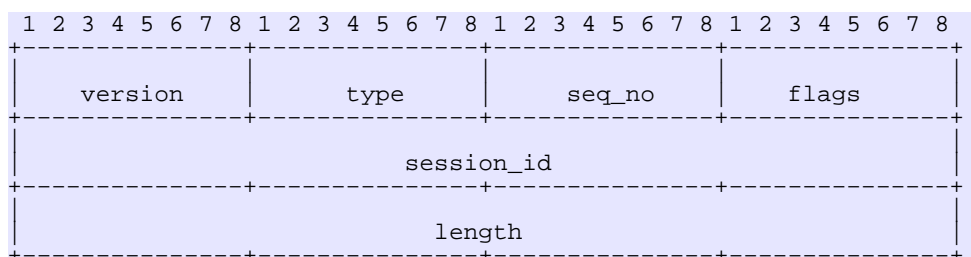 1 2 3 4 5 6 7 8 1 2 3 4 5 6 7 8 1 2 3 4 5 6 7 8 1 2 3 4 5 6 7 8
version type seq_no flags
session_id
length